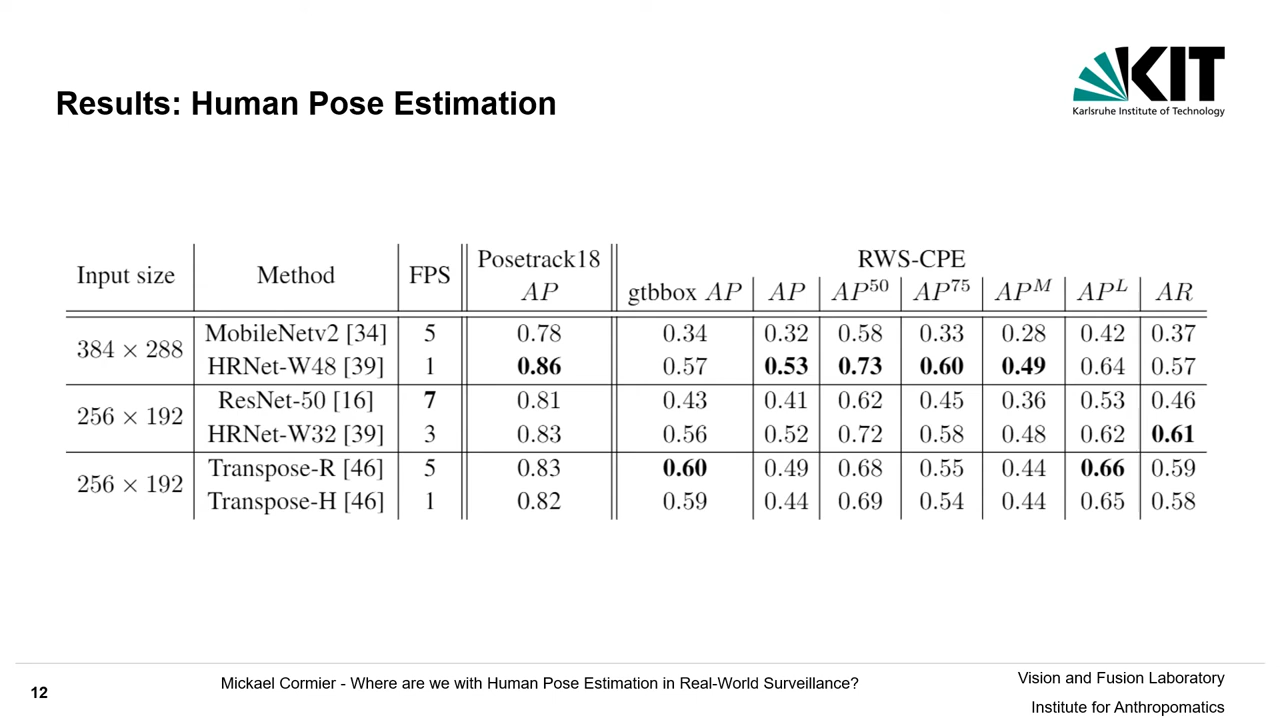 KIT
Karlsruhe Institute of Technology
Results: Human Pose Estimation
Input size Method FPS Posetrack18 AP RWS-CPE
gtbbox AP AP AP^50 AP^75 AP^M AP^L AR
384 × 288 MobileNetv2 [34] 5 0.78 0.34 0.32 0.58 0.33 0.28 0.42 0.37
HRNet-W48 [39] 1 0.86 0.57 0.53 0.73 0.60 0.49 0.64 0.57
256 × 192 ResNet-50 [16] 7 0.81 0.43 0.41 0.62 0.45 0.36 0.53 0.46
HRNet-W32 [39] 3 0.83 0.56 0.52 0.72 0.58 0.48 0.62 0.61
256 × 192 Transpose-R [46] 5 0.83 0.60 0.49 0.68 0.55 0.44 0.66 0.59
Transpose-H [46] 1 0.82 0.59 0.44 0.69 0.54 0.44 0.65 0.58
12
Mickael Cormier - Where are we with Human Pose Estimation in Real-World Surveillance?
Vision and Fusion Laboratory
Institute for Anthropomatics